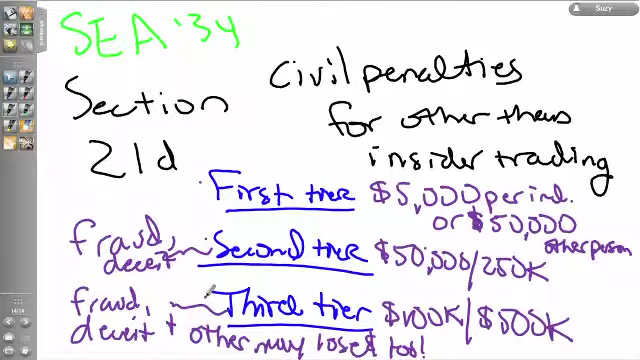 Suzy
SEA '34
Section
21d
Civil penalties
for other than
insider trading
First tier $5,000 per ind.
or $50,000
other person
fraud,
deceit
Second tier $50,000/250K
fraud,
deceit +
Third tier $100K/$500K
other may lose $ too!
14/14